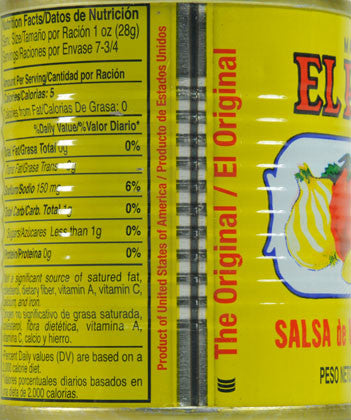 Nutrition Facts/Datos de Nutrición
Serv. Size/Tamaño por Ración 1 oz (28g)
Servings/Raciones por Envase 7-3/4
Amount Per Serving/Cantidad por Ración
Calories/Calorías: 5
Calories from Fat/Calorías De Grasa: 0
%Daily Value*/%Valor Diario*
Total Fat/Grasa Total 0g 0%
Trans Fat/Grasa Trans 0g
Sodium/Sodio 150 mg 6%
Total Carb/Carb. Total 1g 0%
Sugars/Azúcares Less than 1g 0%
Protein/Proteína 0g 0%
Not a significant source of satured fat,
cholesterol, dietary fiber, vitamin A, vitamin C,
calcium and iron.
Tiene no significativo de grasa saturada,
colesterol, fibra dietética, vitamina A,
vitamina C, calcio y hierro.
Percent Daily values (DV) are based on a
2,000 calorie diet.
Valores porcentuales diarios basados en
una dieta de 2,000 calorias.
Product of United States of America / Producto de Estados Unidos
The Original / El Original
EL
SALSA de
PESO NETO